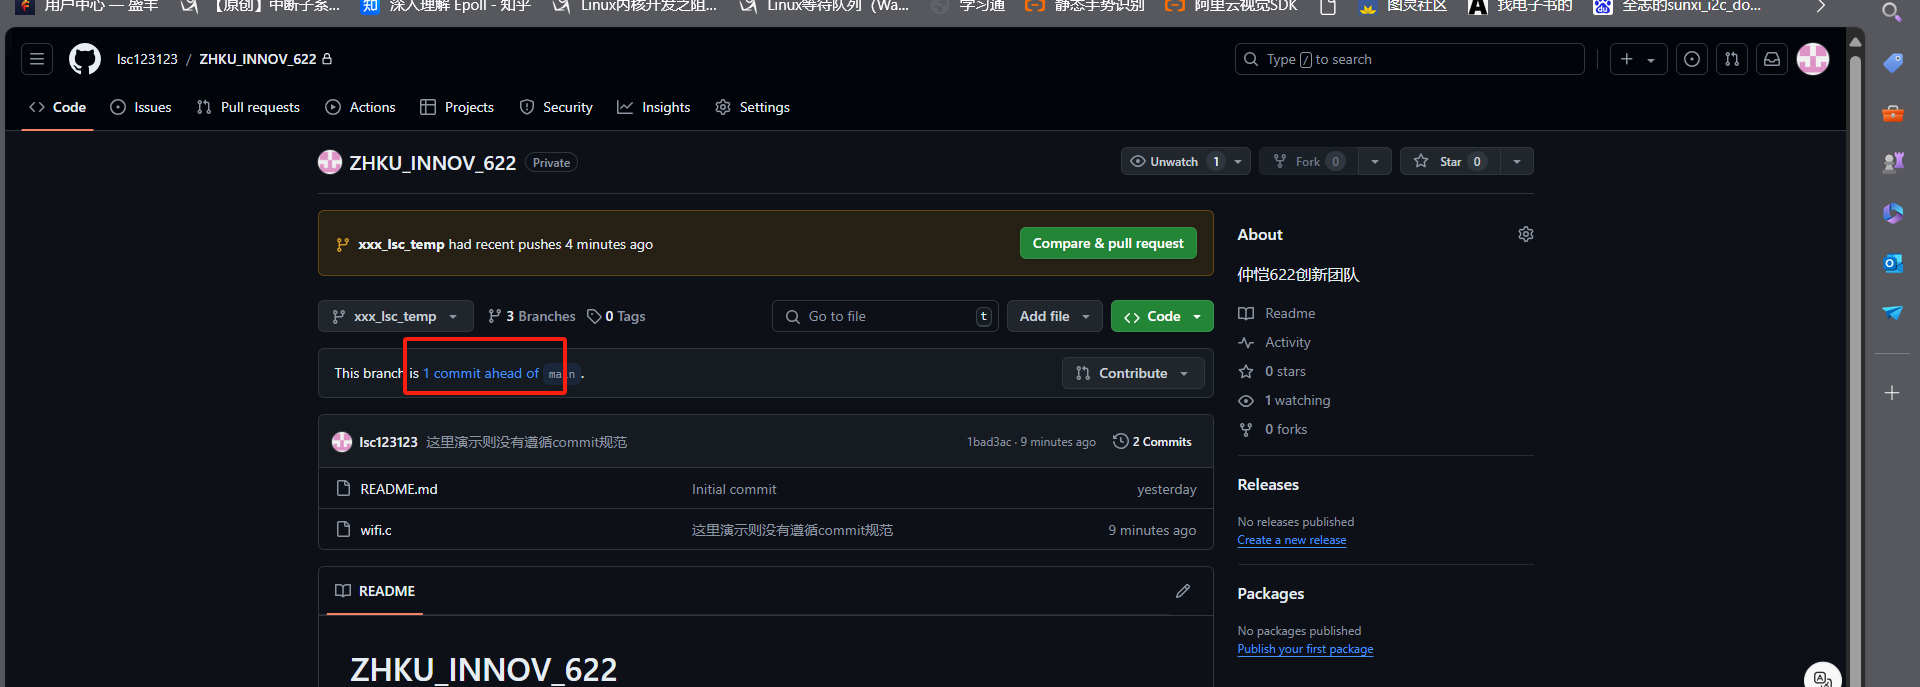 用户中心 — 盔羊 【原创】中断子系... 知 深入理解 Epoll - 知乎 Linux内核开发之阻... Linux等待队列（Wa... 学习通 静态手势识别 阿里云视觉SDK 图灵社区 找电子书的 全志的sunxi_i2c_do...
lsc123123 / ZHKU_INNOV_622 Type / to search
Code Issues Pull requests Actions Projects Security Insights Settings
ZHKU_INNOV_622 Private Unwatch 1 Fork 0 Star 0
xxx_lsc_temp had recent pushes 4 minutes ago Compare & pull request
xxx_lsc_temp 3 Branches 0 Tags Go to file t Add file Code
This branch is 1 commit ahead of main .
Contribute
lsc123123 这里演示则没有遵循commit规范 1bad3ac · 9 minutes ago 2 Commits
README.md Initial commit yesterday
wifi.c 这里演示则没有遵循commit规范 9 minutes ago
README
ZHKU_INNOV_622
About
仲恺622创新团队
Readme
Activity
0 stars
1 watching
0 forks
Releases
No releases published
Create a new release
Packages
No packages published
Publish your first package